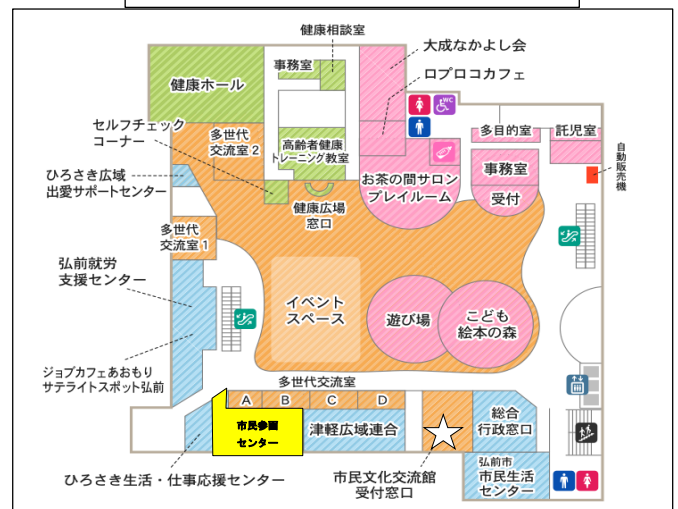 健康相談室
大成なかよし会
事務室
ロプロコカフェ
健康ホール
WC
セルフチェック
コーナー
多世代
交流室2
高齢者健康
トレーニング教室
多目的室
託児室
自動販売機
ひろさき広域
出愛サポートセンター
お茶の間サロン
プレイルーム
事務室
受付
健康広場
窓口
多世代
交流室1
弘前就労
支援センター
イベント
スペース
遊び場
こども
絵本の森
ジョブカフェあおもり
サテライトスポット弘前
多世代交流室
A
B
C
D
市民参画
センター
津軽広域連合
総合
行政窓口
ひろさき生活・仕事応援センター
市民文化交流館
受付窓口
弘前市
市民生活
センター